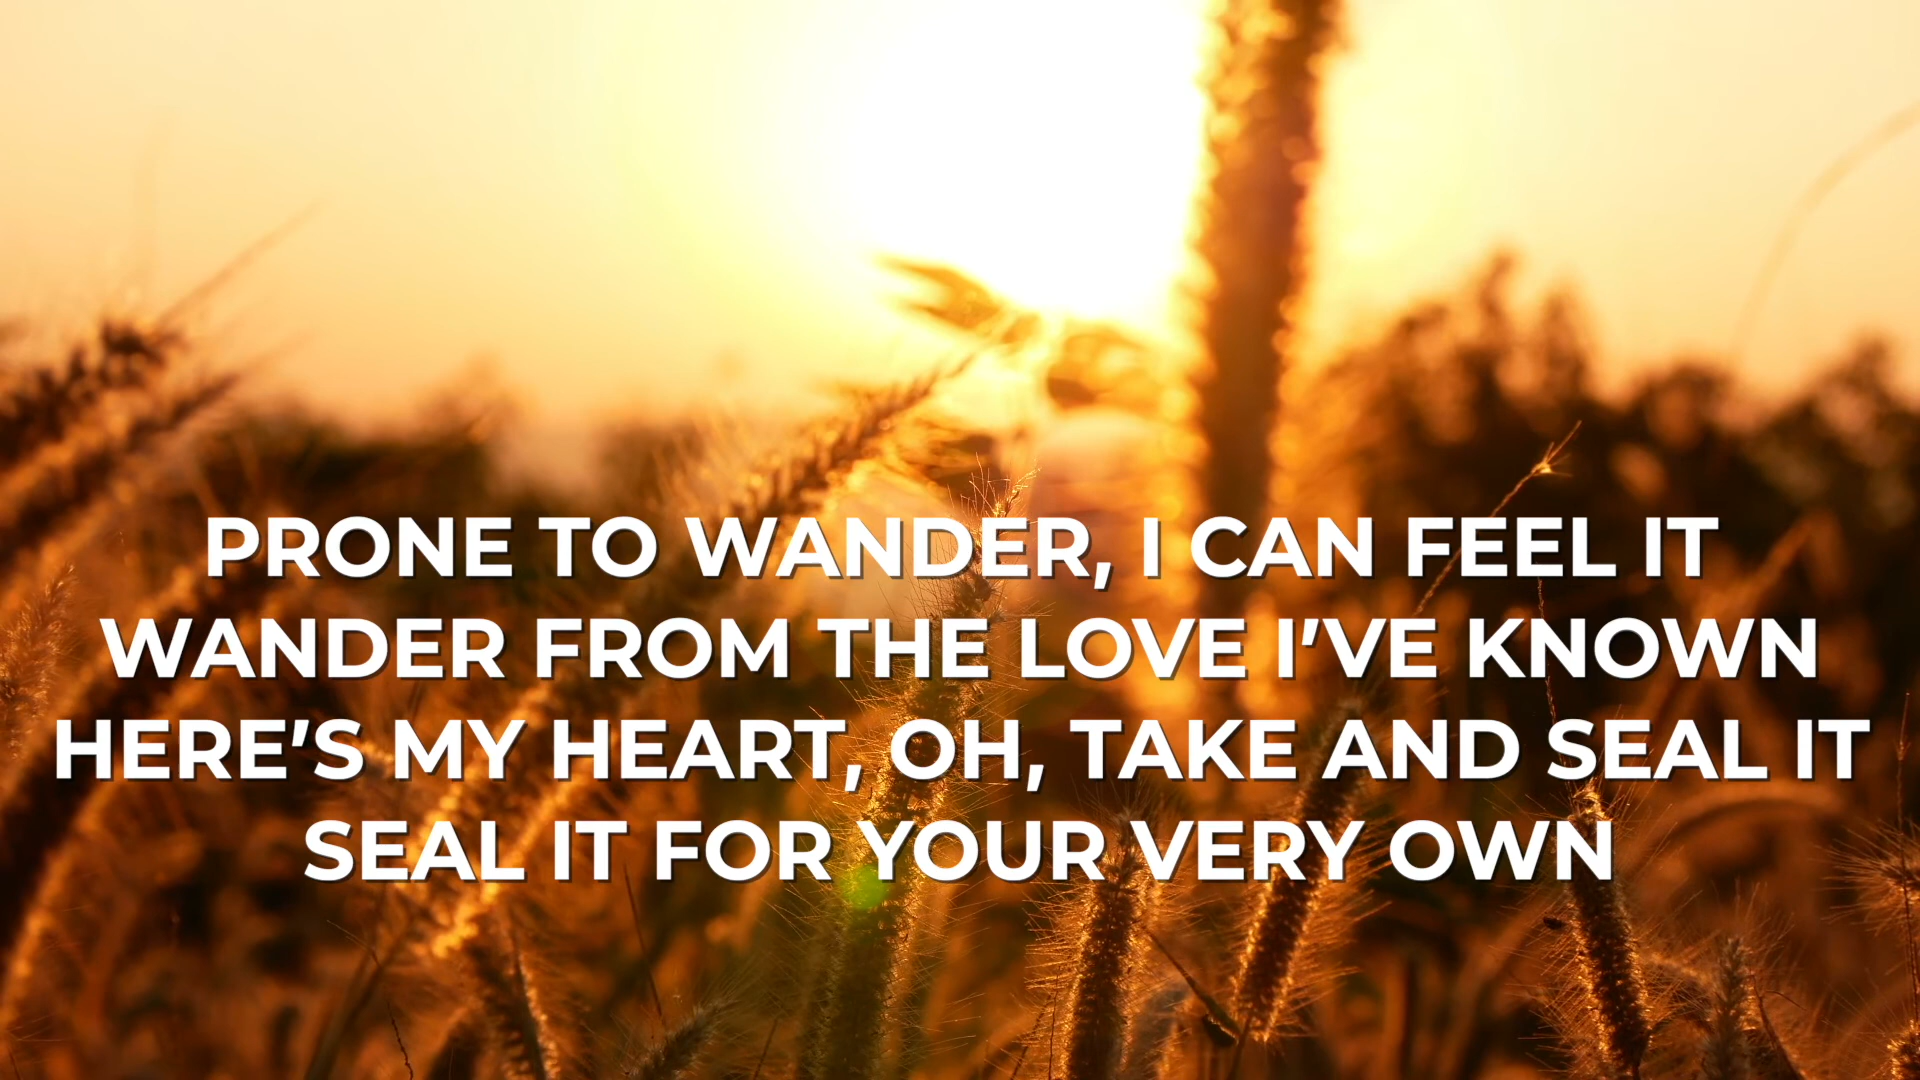 PRONE TO WANDER, I CAN FEEL IT
WANDER FROM THE LOVE I’VE KNOWN
HERE’S MY HEART, OH, TAKE AND SEAL IT
SEAL IT FOR YOUR VERY OWN